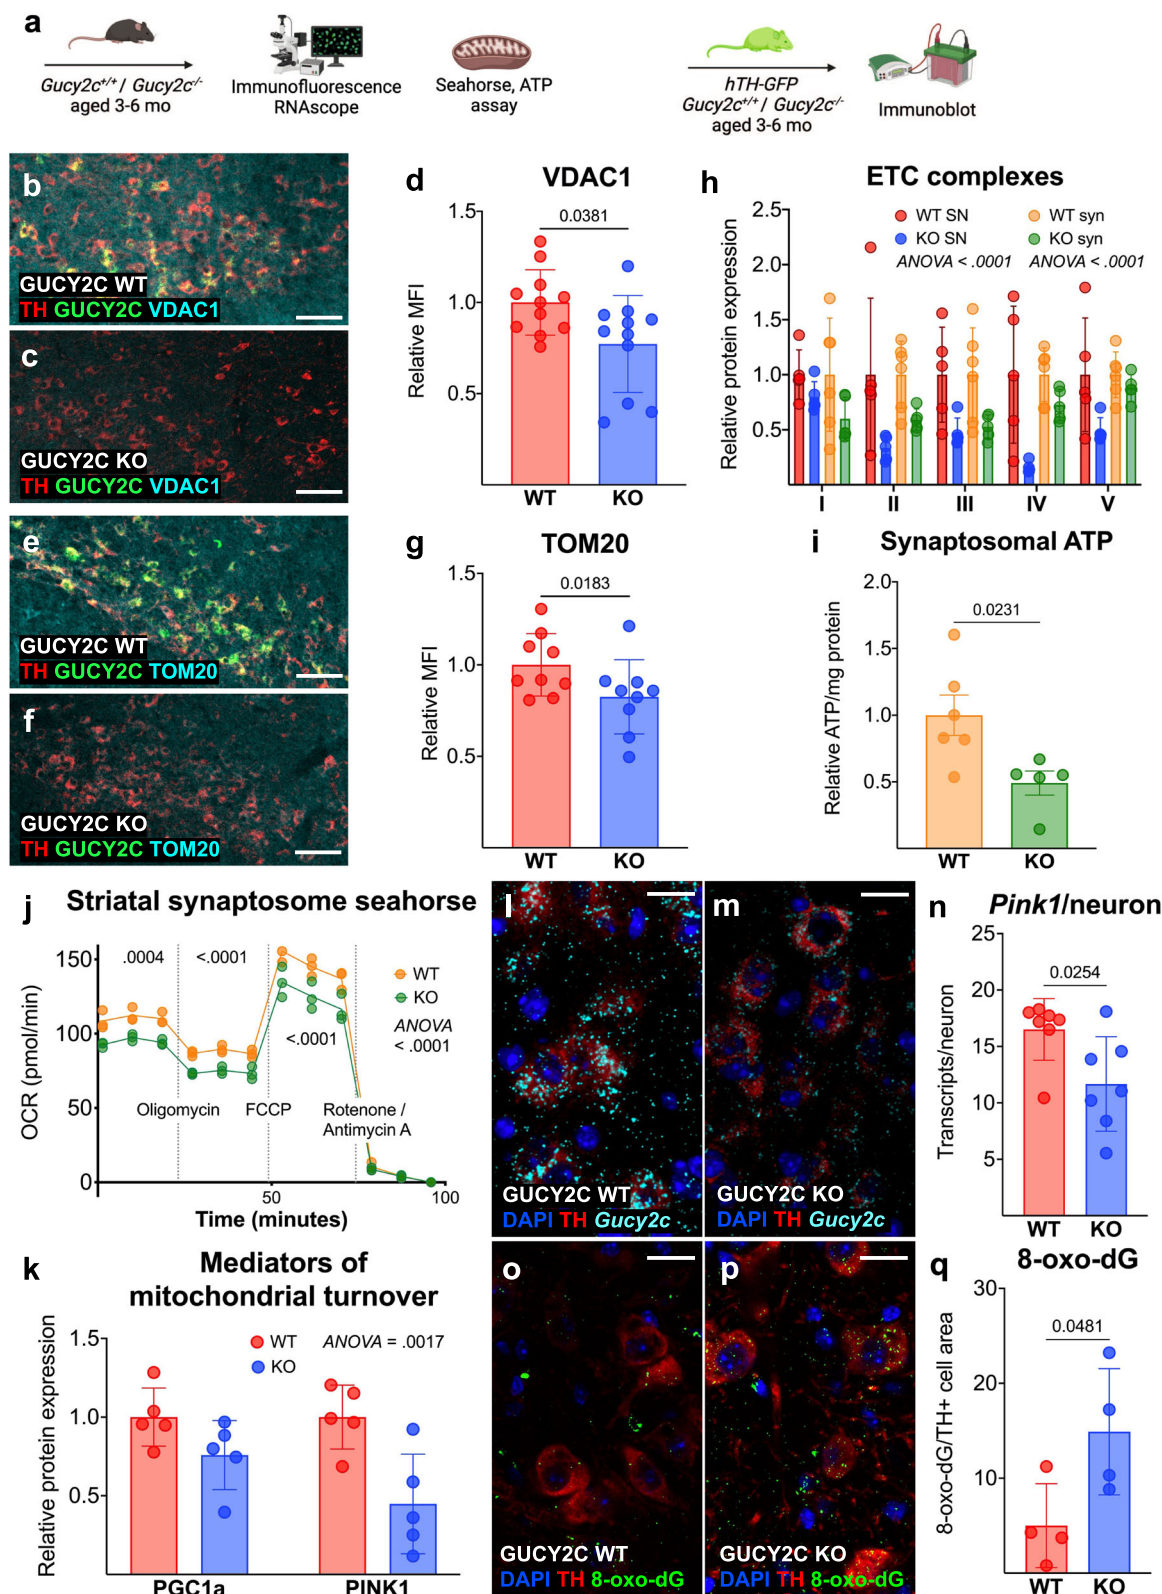 a
Gucy2c+/+ / Gucy2c-/-
aged 3-6 mo
Immunofluorescence
RNAscope
Seahorse, ATP
assay
hTH-GFP
Gucy2c+/+ / Gucy2c-/-
aged 3-6 mo
Immunoblot
b
GUCY2C WT
TH GUCY2C VDAC1
c
GUCY2C KO
TH GUCY2C VDAC1
d
VDAC1
Relative MFI
1.5
1.0
0.5
0.0381
WT
KO
e
GUCY2C WT
TH GUCY2C TOM20
f
GUCY2C KO
TH GUCY2C TOM20
g
TOM20
Relative MFI
1.5
1.0
0.5
0.0183
WT
KO
h
ETC complexes
Relative protein expression
2.5
2.0
1.5
1.0
0.5
WT SN
KO SN
ANOVA < .0001
WT syn
KO syn
ANOVA < .0001
I
II
III
IV
V
i
Synaptosomal ATP
Relative ATP/mg protein
2.0
1.5
1.0
0.5
0.0231
WT
KO
j
Striatal synaptosome seahorse
OCR (pmol/min)
150
100
50
0
.0004
<.0001
<.0001
WT
KO
ANOVA
< .0001
Oligomycin
FCCP
Rotenone /
Antimycin A
50
100
Time (minutes)
k
Mediators of
mitochondrial turnover
Relative protein expression
1.5
1.0
0.5
WT
KO
ANOVA = .0017
PGC1a
PINK1
l
GUCY2C WT
DAPI TH Gucy2c
m
GUCY2C KO
DAPI TH Gucy2c
n
Pink1/neuron
Transcripts/neuron
25
20
15
10
5
0.0254
WT
KO
o
GUCY2C WT
DAPI TH 8-oxo-dG
p
GUCY2C KO
DAPI TH 8-oxo-dG
q
8-oxo-dG
8-oxo-dG/TH+ cell area
30
20
10
0.0481
WT
KO